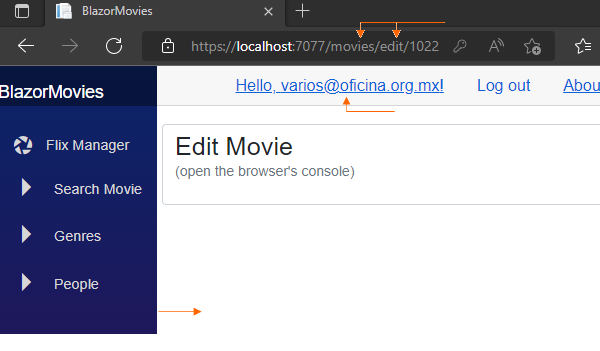 BlazorMovies
https://localhost:7077/movies/edit/1022
BlazorMovies
Hello, varios@oficina.org.mx!
Log out
Abou
Flix Manager
Search Movie
Genres
People
Edit Movie
(open the browser's console)